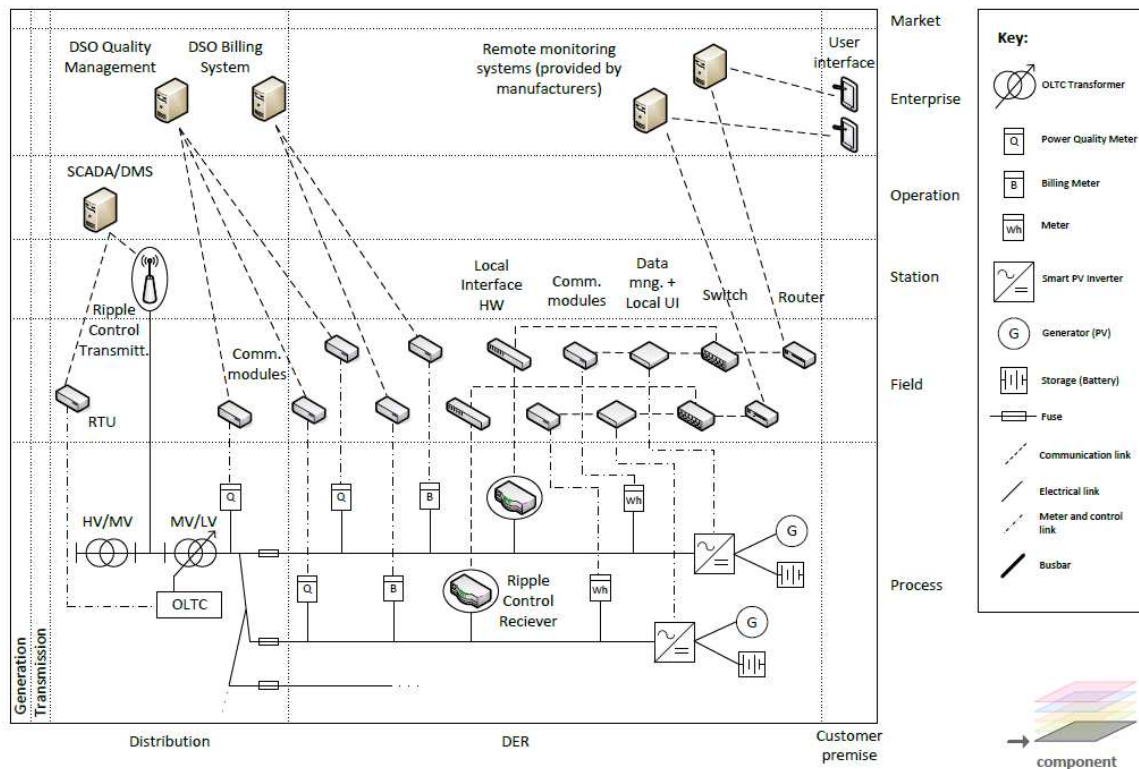 Market
DSO Quality
Management
DSO Billing
System
Remote monitoring
systems (provided by
manufacturers)
User
interface
Enterprise
SCADA/DMS
Operation
Ripple
Control
Transmitt.
Local
Interface
HW
Comm.
modules
Data
mng. +
Local UI
Switch
Router
Station
Comm.
modules
RTU
Field
Q
Q
B
Wh
HV/MV
MV/LV
G
OLTC
Q
B
Ripple
Control
Reciever
Wh
G
Process
. . .
Generation
Transmission
Distribution
DER
Customer
premise
Key:
OLTC Transformer
Q
Power Quality Meter
B
Billing Meter
Wh
Meter
Smart PV Inverter
G
Generator (PV)
Storage (Battery)
Fuse
Communication link
Electrical link
Meter and control
link
Busbar
component